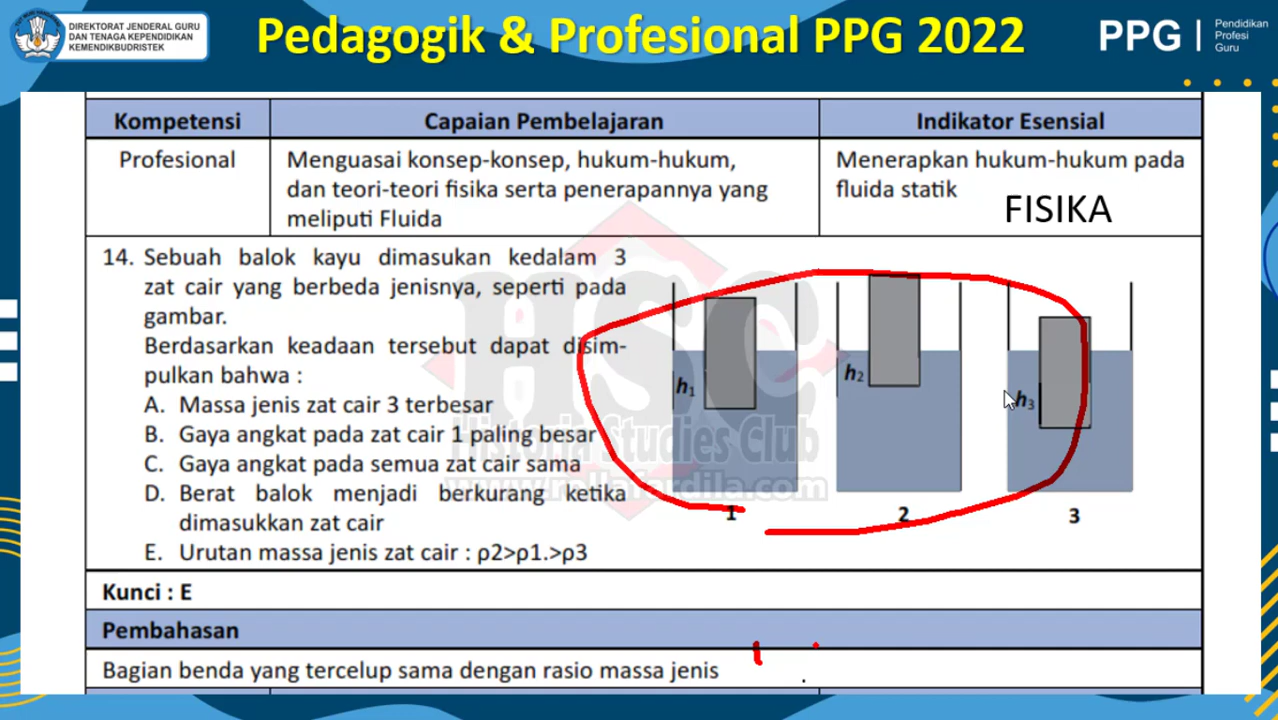 DIREKTORAT JENDERAL GURU
DAN TENAGA KEPENDIDIKAN
KEMENDIKBUDRISTEK
Pedagogik & Profesional PPG 2022
PPG
Pendidikan
Profesi
Guru
Kompetensi
Capaian Pembelajaran
Indikator Esensial
Profesional
Menguasai konsep-konsep, hukum-hukum,
dan teori-teori fisika serta penerapannya yang
meliputi Fluida
Menerapkan hukum-hukum pada
fluida statik
FISIKA
14. Sebuah balok kayu dimasukan kedalam 3
zat cair yang berbeda jenisnya, seperti pada
gambar.
Berdasarkan keadaan tersebut dapat disim-
pulkan bahwa :
A. Massa jenis zat cair 3 terbesar
B. Gaya angkat pada zat cair 1 paling besar
C. Gaya angkat pada semua zat cair sama
D. Berat balok menjadi berkurang ketika
dimasukkan zat cair
E. Urutan massa jenis zat cair : ρ2>ρ1.>ρ3
h1
h2
h3
1
2
3
HSC
Historia Studies Club
Kunci : E
Pembahasan
Bagian benda yang tercelup sama dengan rasio massa jenis
.